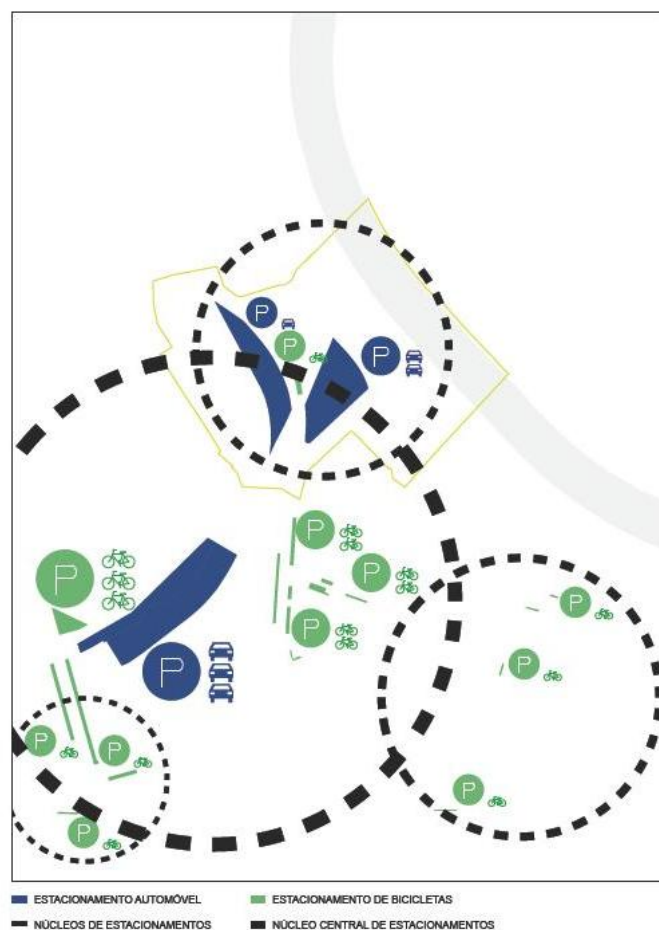 P
P
P
P
P
P
P
P
P
P
P
P
P
P
ESTACIONAMENTO AUTOMÓVEL
ESTACIONAMENTO DE BICICLETAS
NÚCLEOS DE ESTACIONAMENTOS
NÚCLEO CENTRAL DE ESTACIONAMENTOS